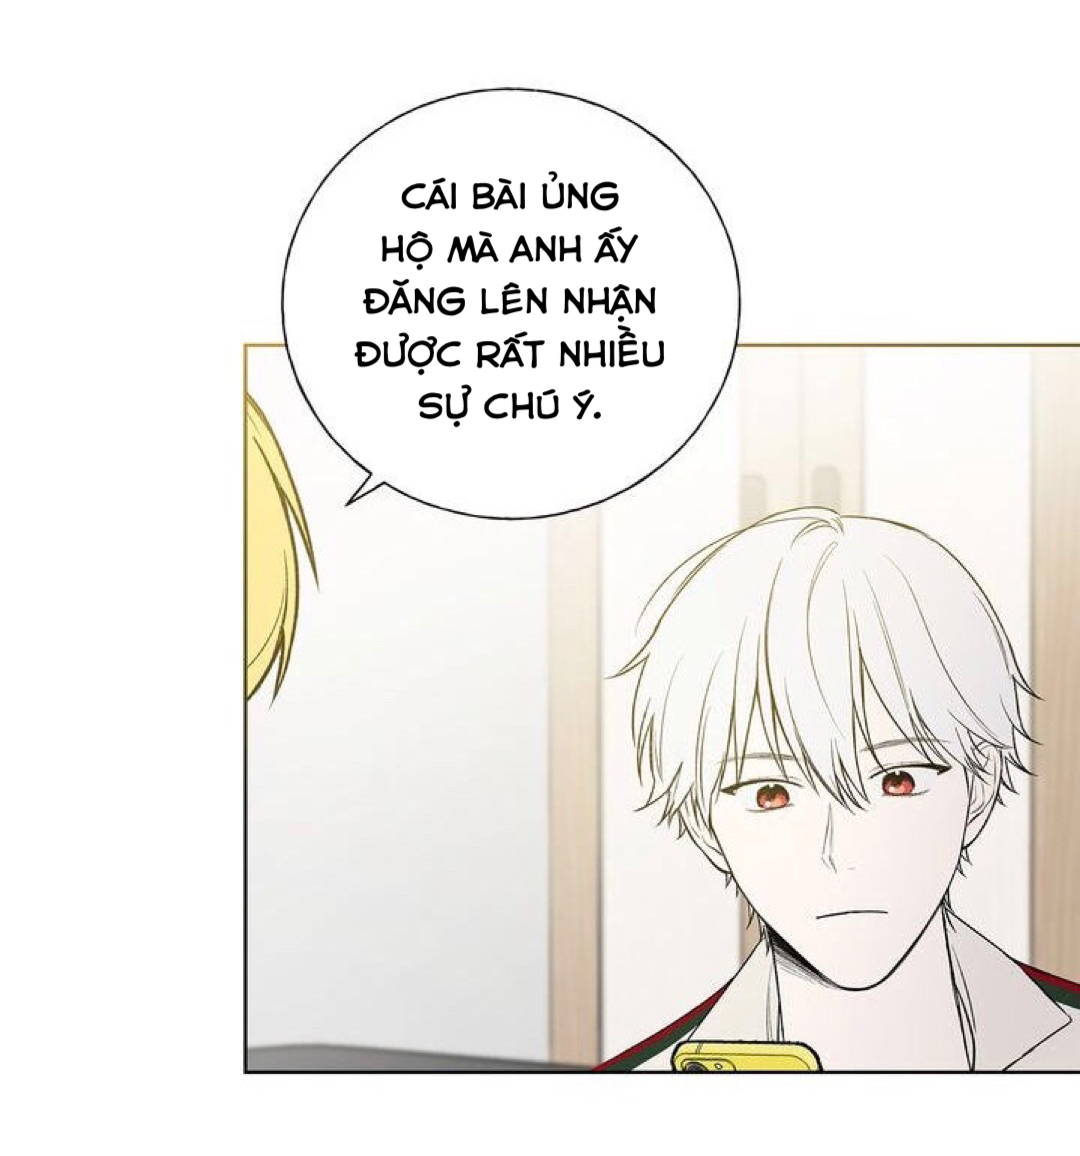 CÁI BÀI ỦNG
HỘ MÀ ANH ẤY
ĐĂNG LÊN NHẬN
ĐƯỢC RẤT NHIỀU
SỰ CHÚ Ý.